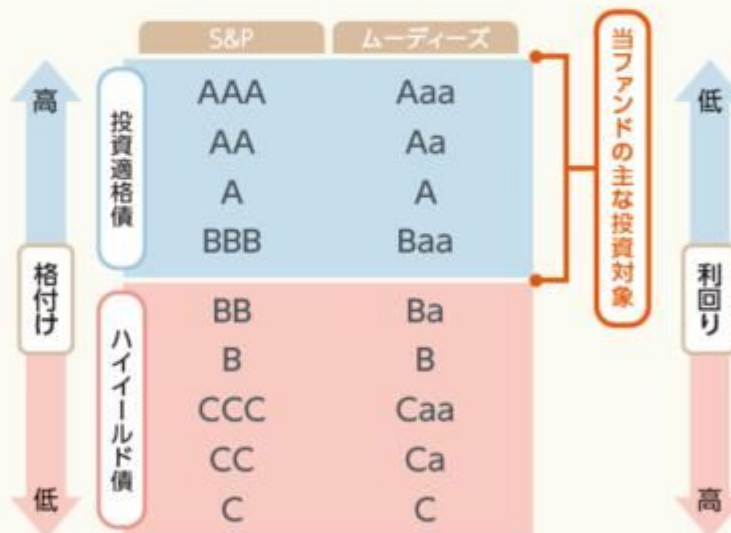 S&P ムーディーズ
高
格付け
低
投資適格債
AAA Aaa
AA Aa
A A
BBB Baa
ハイイールド債
BB Ba
B B
CCC Caa
CC Ca
C C
当ファンドの主な投資対象
低
利回り
高